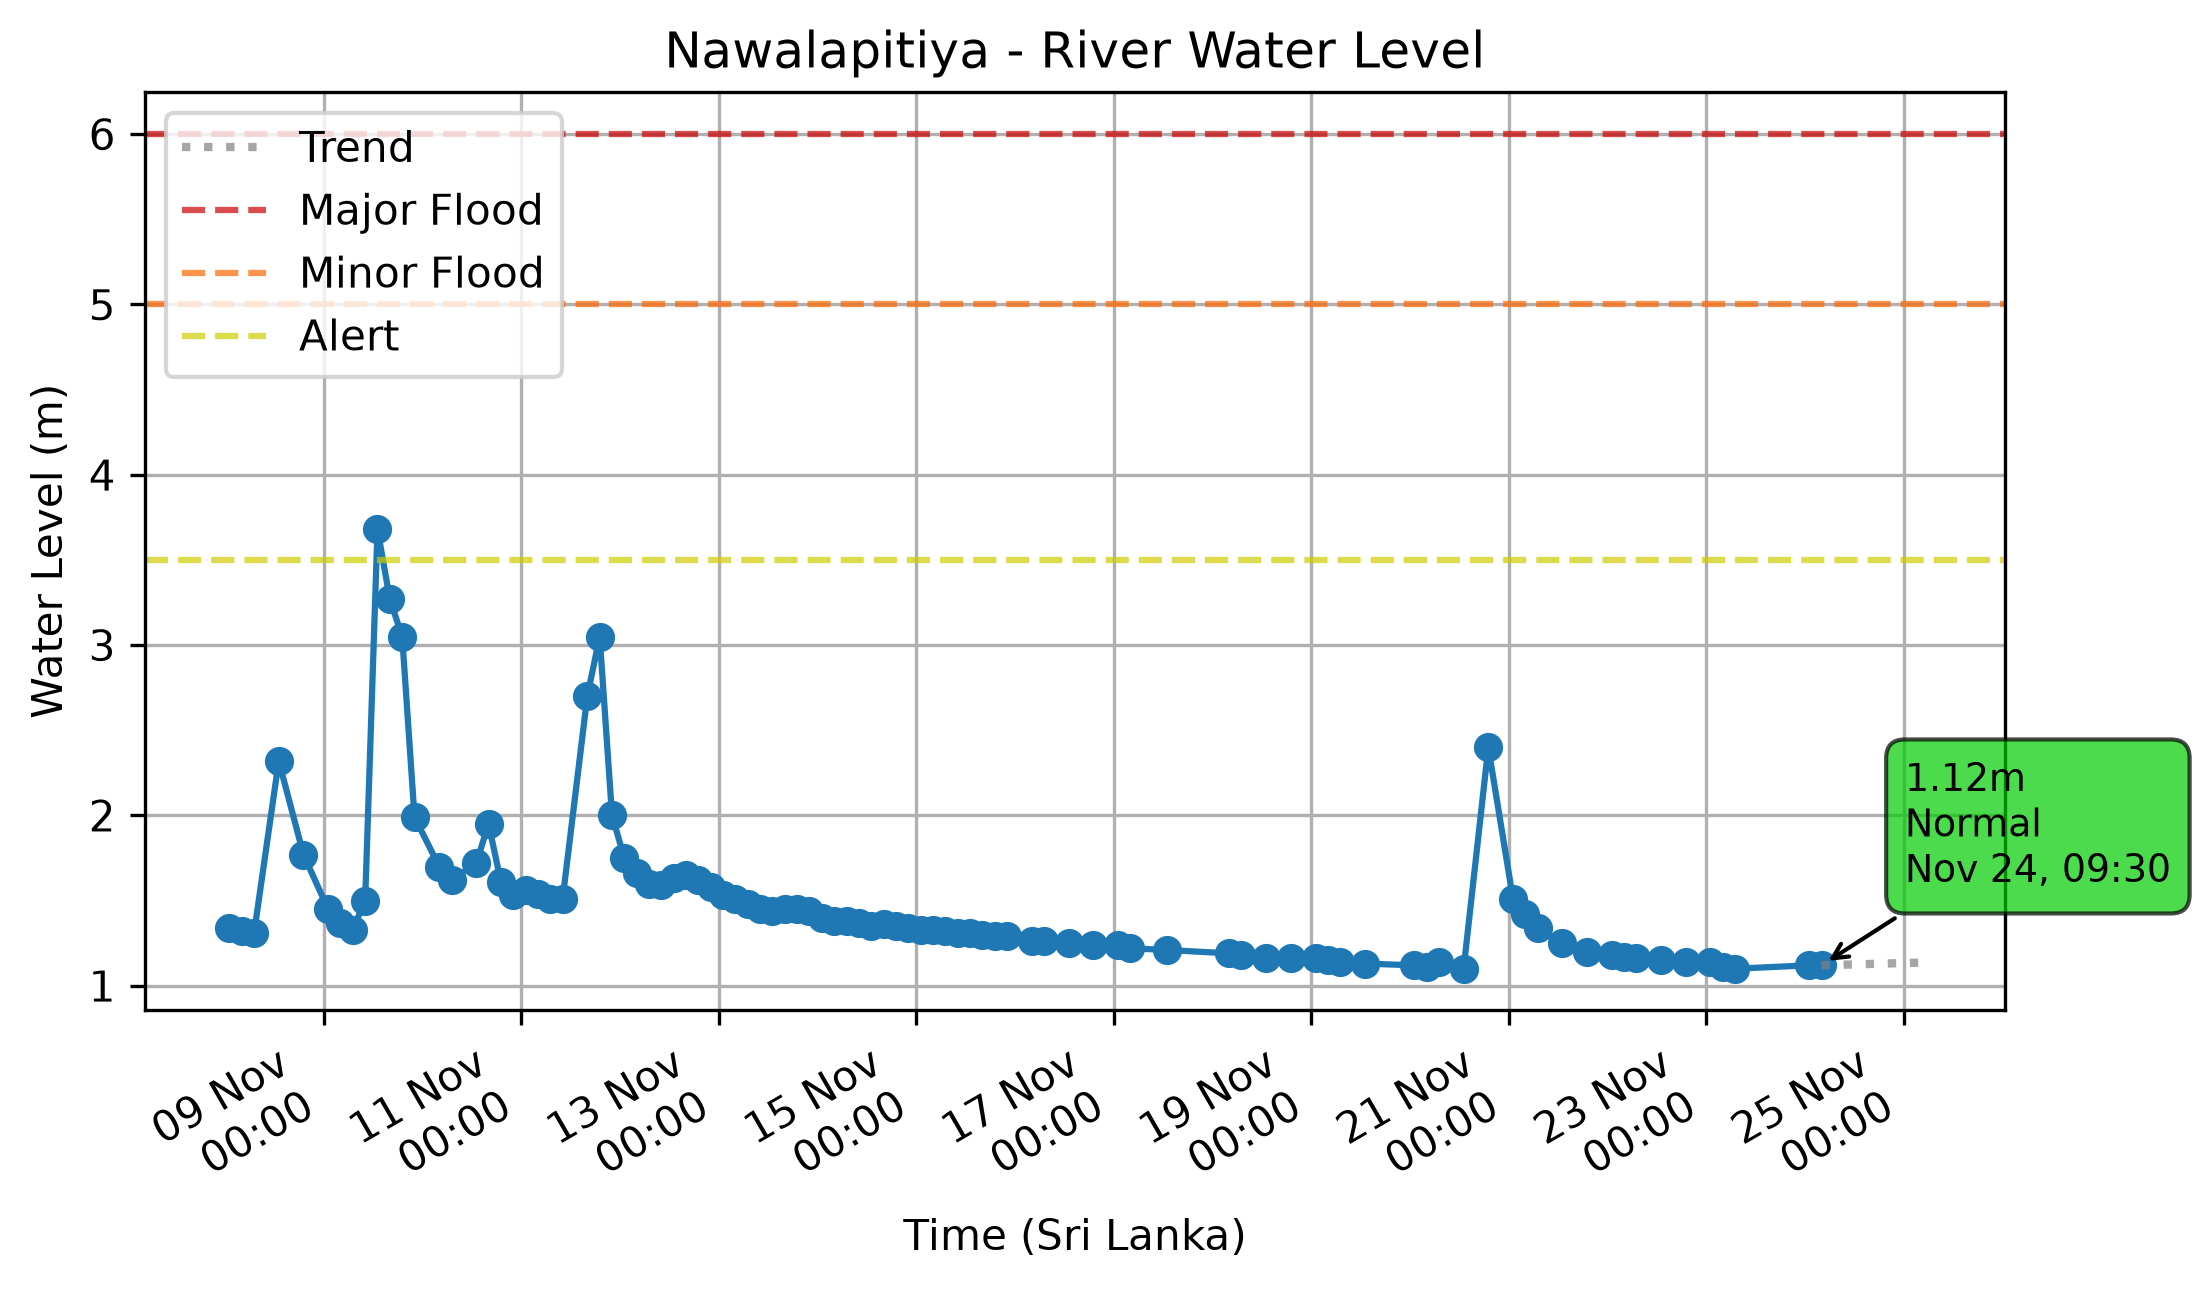 Nawalapitiya - River Water Level
Trend
Major Flood
Minor Flood
Alert
Water Level (m)
6
5
4
3
2
1
1.12m
Normal
Nov 24, 09:30
09 Nov
00:00
11 Nov
00:00
13 Nov
00:00
15 Nov
00:00
17 Nov
00:00
19 Nov
00:00
21 Nov
00:00
23 Nov
00:00
25 Nov
00:00
Time (Sri Lanka)